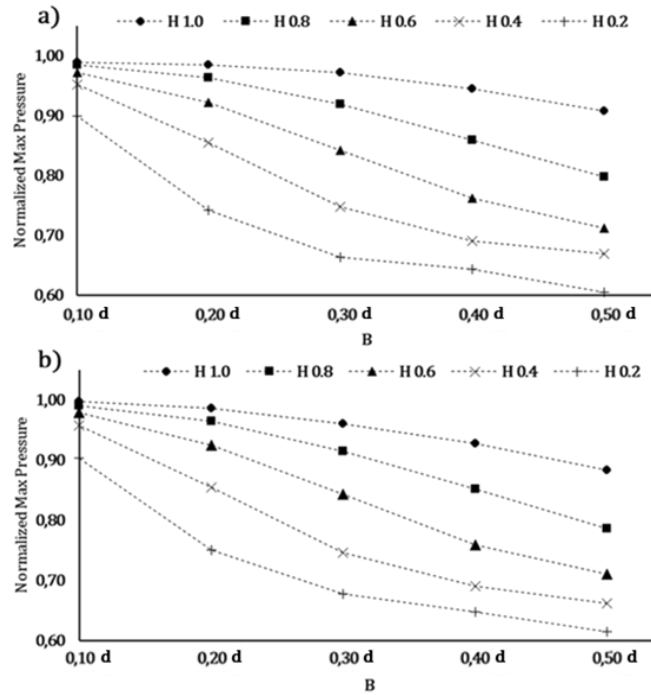 a)
H 1.0 H 0.8 H 0.6 H 0.4 H 0.2
Normalized Max Pressure
1,00
0,90
0,80
0,70
0,60
0,10 d 0,20 d 0,30 d 0,40 d 0,50 d
B
b)
H 1.0 H 0.8 H 0.6 H 0.4 H 0.2
Normalized Max Pressure
1,00
0,90
0,80
0,70
0,60
0,10 d 0,20 d 0,30 d 0,40 d 0,50 d
B